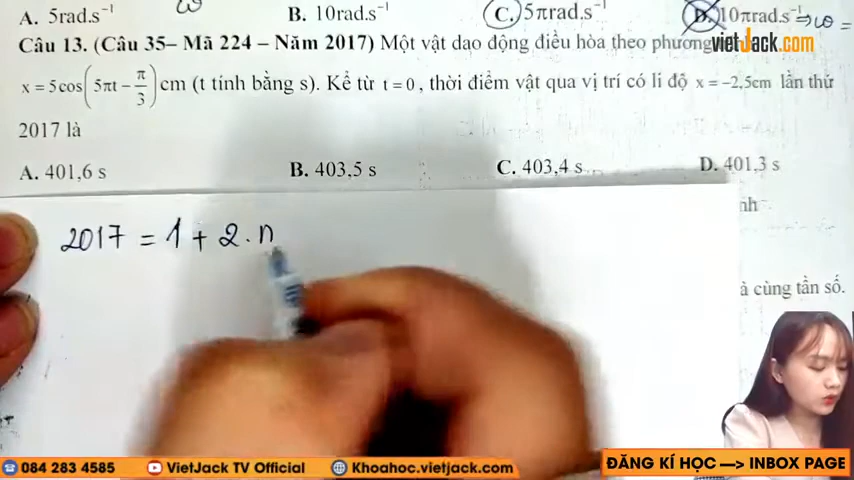 A. 5rad.s⁻¹ B. 10rad.s⁻¹ C. 5πrad.s⁻¹ D. 10πrad.s⁻¹ ⇒ ω =
ω
vietJack.com
Câu 13. (Câu 35– Mã 224 – Năm 2017) Một vật dao động điều hòa theo phương
x = 5cos(5πt − π/3)cm (t tính bằng s). Kể từ t = 0, thời điểm vật qua vị trí có li độ x = −2,5cm lần thứ
2017 là
A. 401,6 s B. 403,5 s C. 403,4 s D. 401,3 s
nh
2017 = 1 + 2. n
à cùng tần số.
084 283 4585 VietJack TV Official Khoahoc.vietjack.com
ĐĂNG KÍ HỌC —> INBOX PAGE